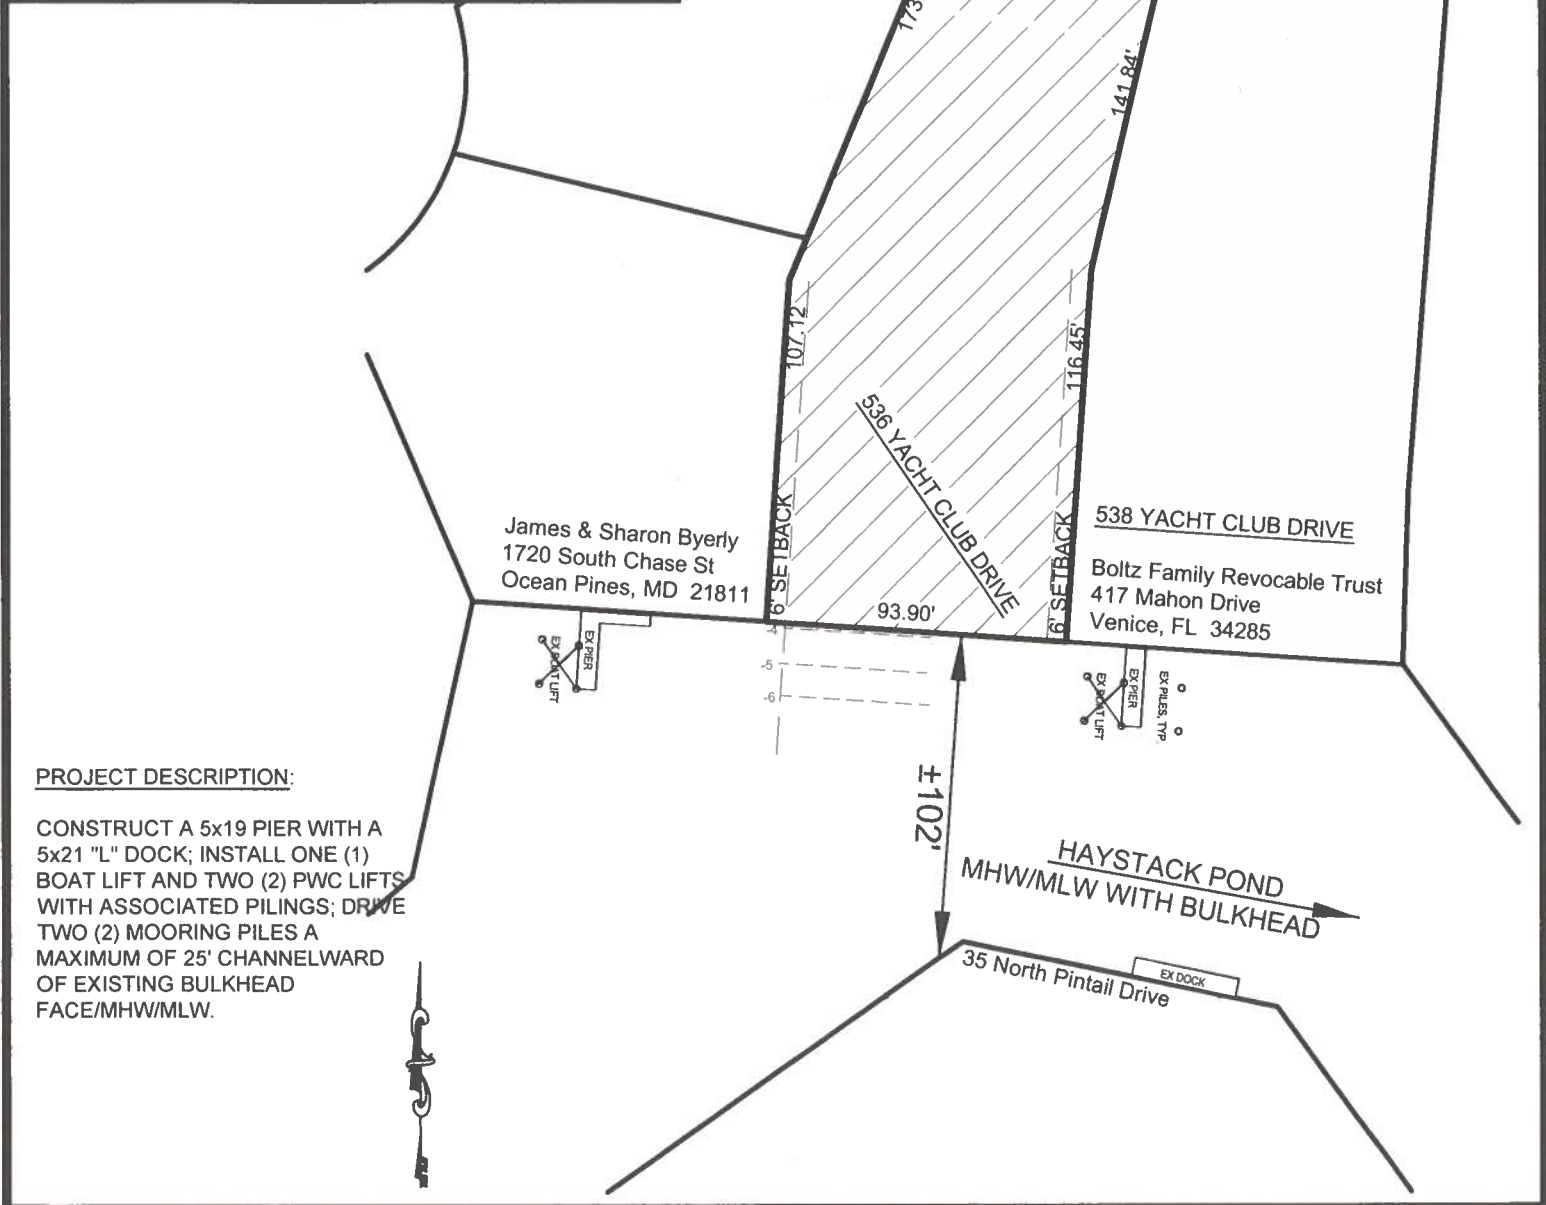 173
141.84'
107.12
116.45'
536 YACHT CLUB DRIVE
6' SETBACK
6' SETBACK
93.90'
James & Sharon Byerly
1720 South Chase St
Ocean Pines, MD 21811
538 YACHT CLUB DRIVE
Boltz Family Revocable Trust
417 Mahon Drive
Venice, FL 34285
EX PIER
EX BOAT LIFT
-4
-5
-6
EX PIER
EX BOAT LIFT
EX PILES, TYP.
±102'
PROJECT DESCRIPTION:
CONSTRUCT A 5x19 PIER WITH A
5x21 "L" DOCK; INSTALL ONE (1)
BOAT LIFT AND TWO (2) PWC LIFTS
WITH ASSOCIATED PILINGS; DRIVE
TWO (2) MOORING PILES A
MAXIMUM OF 25' CHANNELWARD
OF EXISTING BULKHEAD
FACE/MHW/MLW.
HAYSTACK POND
MHW/MLW WITH BULKHEAD
35 North Pintail Drive
EX DOCK